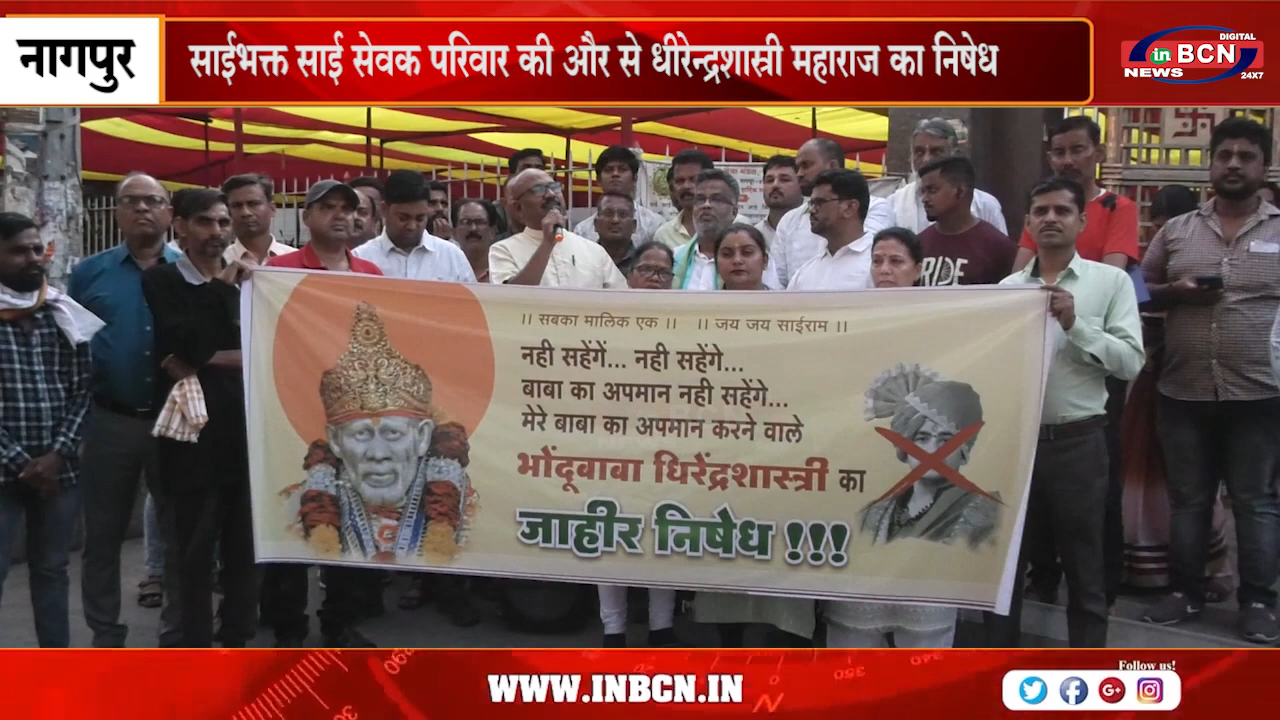 नागपुर
साईभक्त साई सेवक परिवार की और से धीरेन्द्रशास्त्री महाराज का निषेध
DIGITAL
in BCN
NEWS 24X7
।। सबका मालिक एक ।। ।। जय जय साईराम ।।
नही सहेंगें... नही सहेंगे...
बाबा का अपमान नही सहेंगे...
मेरे बाबा का अपमान करने वाले
भोंदूबाबा धिरेंद्रशास्त्री का
जाहीर निषेध !!!
RIDE
WWW.INBCN.IN
Follow us!